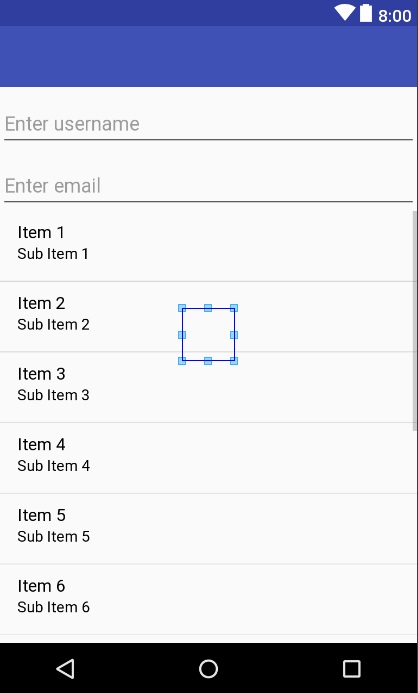 8:00
Enter username
Enter email
Item 1
Sub Item 1
Item 2
Sub Item 2
Item 3
Sub Item 3
Item 4
Sub Item 4
Item 5
Sub Item 5
Item 6
Sub Item 6